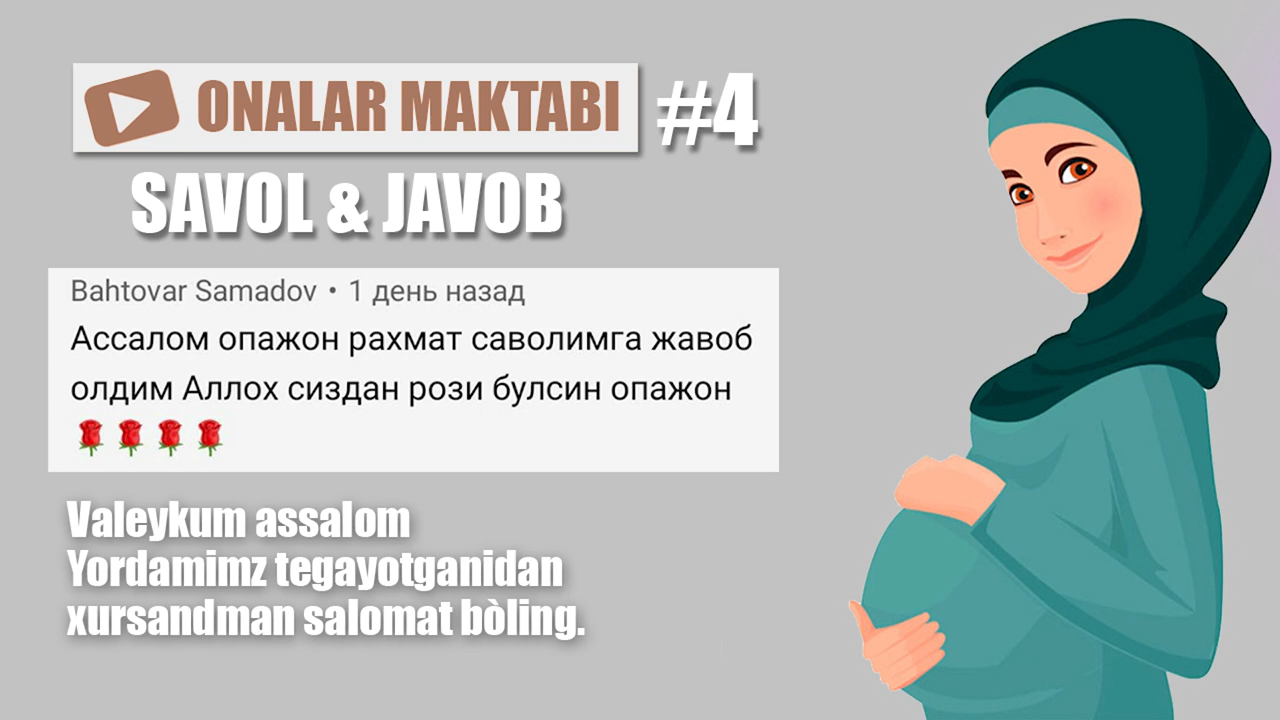 ONALAR MAKTABI #4
SAVOL & JAVOB
Bahtovar Samadov • 1 день назад
Ассалом опажон рахмат саволимга жавоб
олдим Аллох сиздан рози булсин опажон
🌹🌹🌹🌹
Valeykum assalom
Yordamimz tegayotganidan
xursandman salomat bòling.